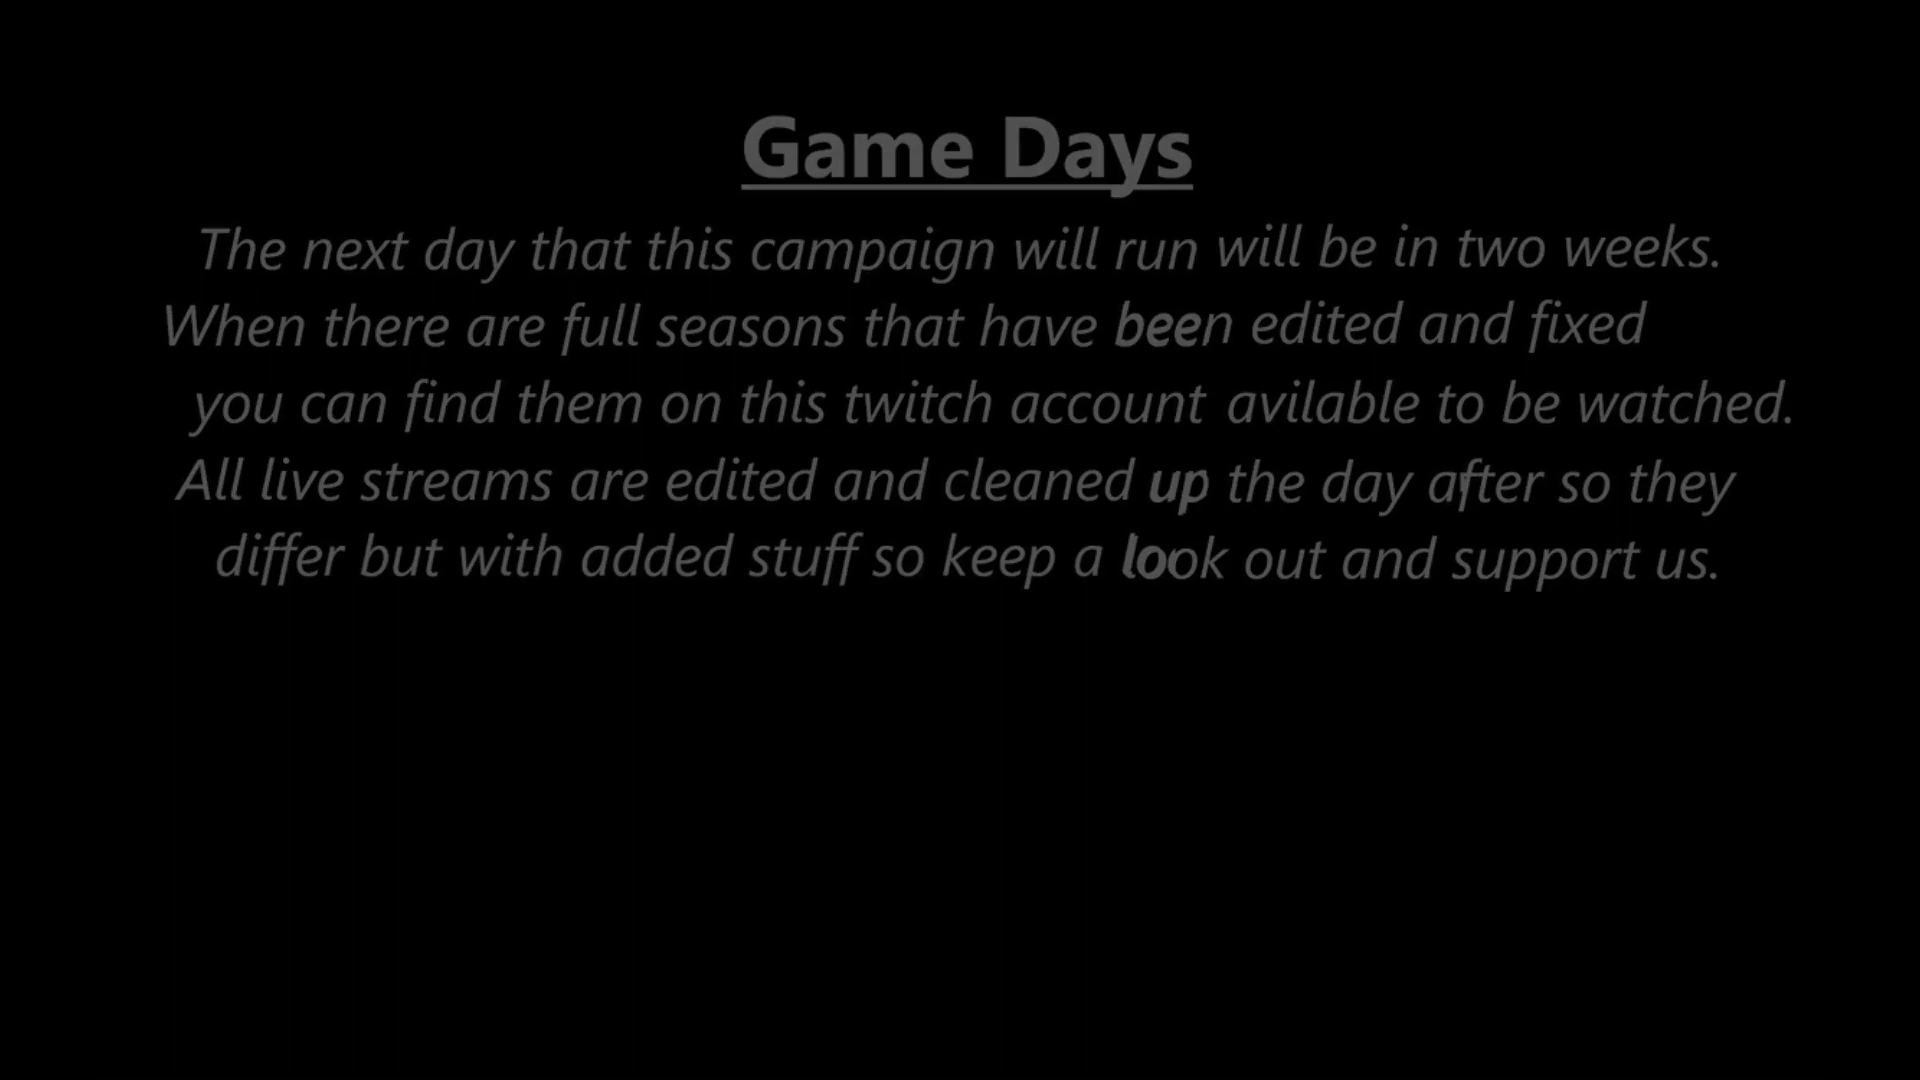 Game Days
The next day that this campaign will run will be in two weeks.
When there are full seasons that have been edited and fixed
you can find them on this twitch account avilable to be watched.
All live streams are edited and cleaned up the day after so they
differ but with added stuff so keep a look out and support us.